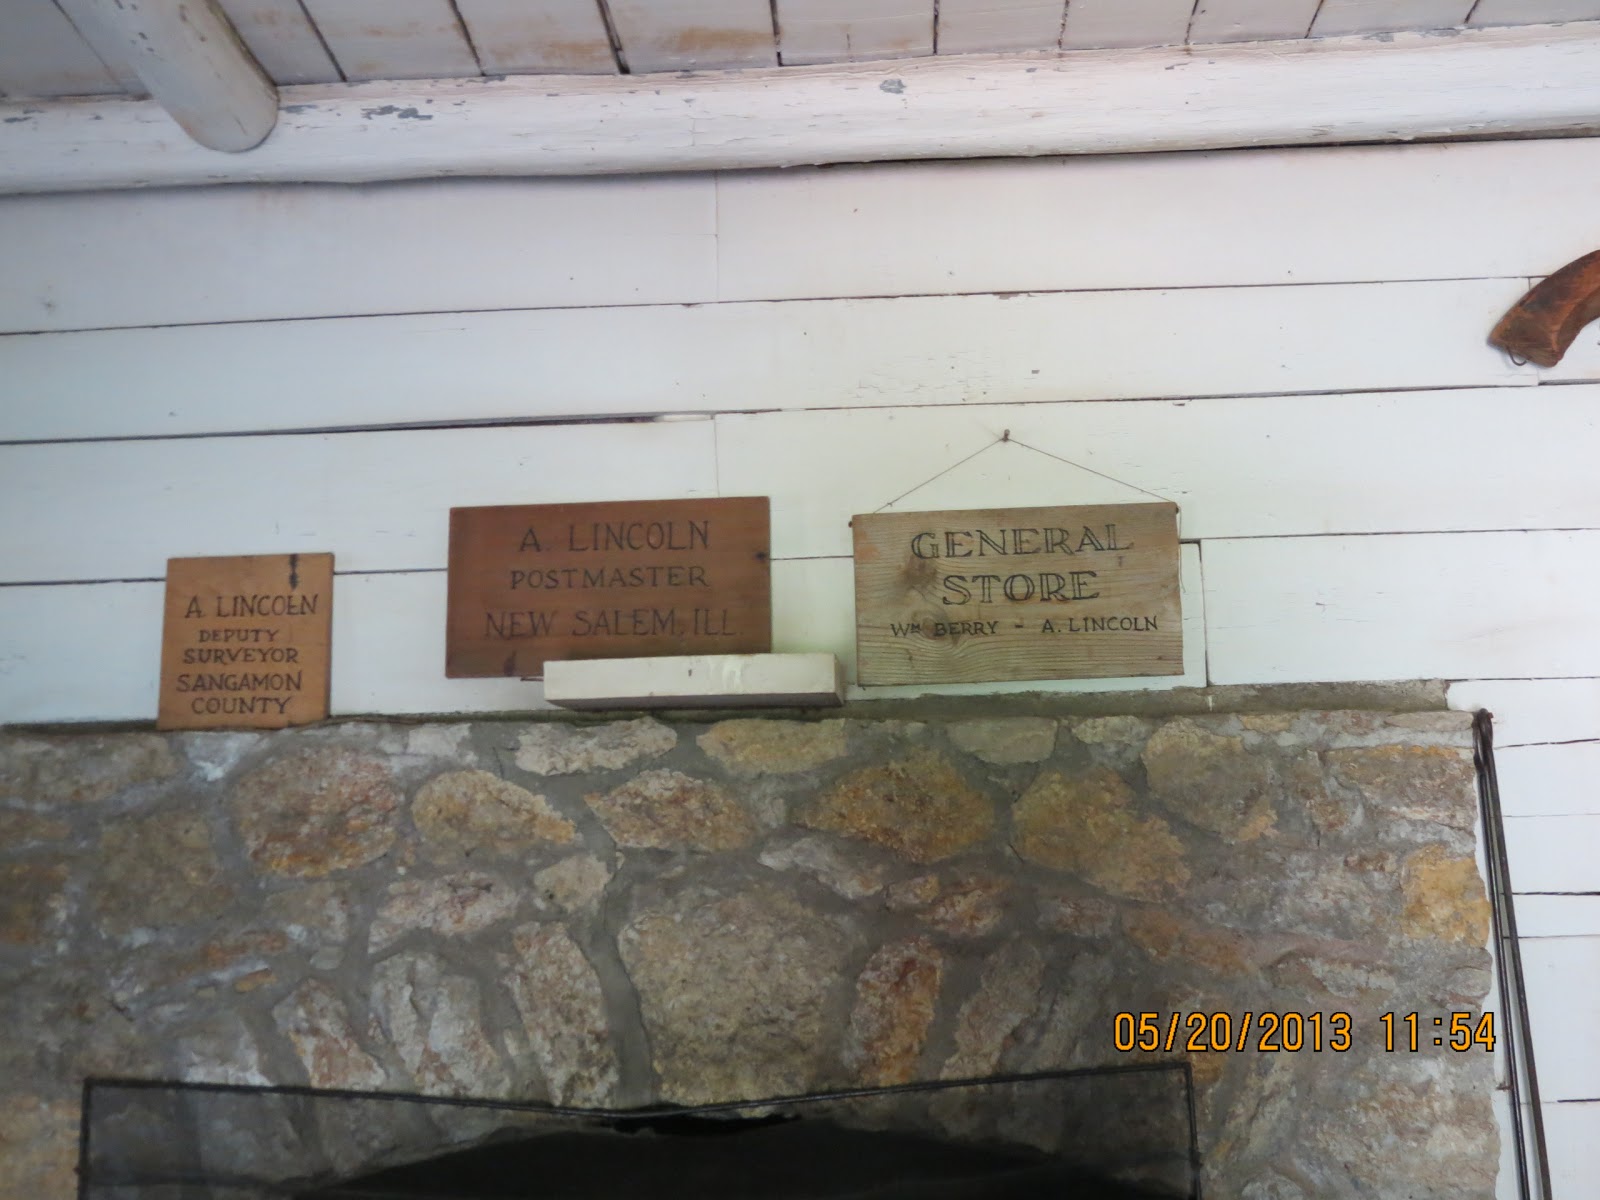 A. LINCOLN
DEPUTY
SURVEYOR
SANGAMON
COUNTY
A. LINCOLN
POSTMASTER
NEW SALEM, ILL.
GENERAL
STORE
WM BERRY - A. LINCOLN
05/20/2013 11:54